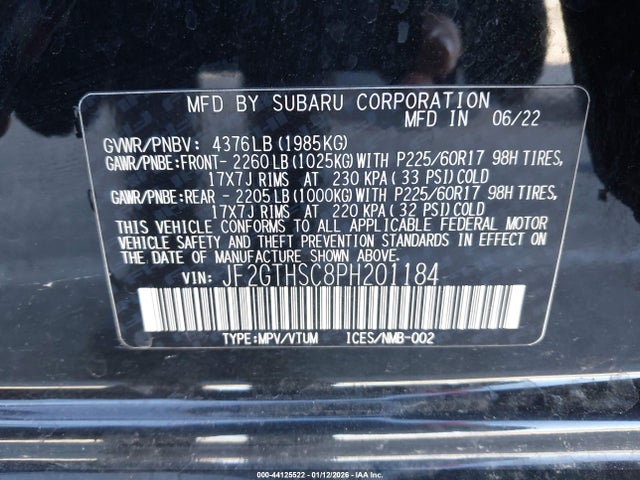 MFD BY SUBARU CORPORATION
MFD IN 06/22
GVWR/PNBV: 4376LB(1985KG)
GAWR/PNBE:FRONT-2260LB(1025KG)WITH P225/60R17 98H TIRES,
17X7J RIMS AT 230 KPA(33 PSI)COLD
GAWR/PNBE:REAR -2205LB(1000KG)WITH P225/60R17 98H TIRES,
17X7J RIMS AT 220 KPA(32 PSI)COLD
THIS VEHICLE CONFORMS TO ALL APPLICABLE FEDERAL MOTOR
VEHICLE SAFETY AND THEFT PREVENTION STANDARDS IN EFFECT ON
THE DATE OF MANUFACTURE SHOWN ABOVE.
VIN: JF2GTHSC8PH201184
TYPE:MPV/VTUM ICES/NMB-002
000-44125522 - 01/12/2026 - IAA Inc.